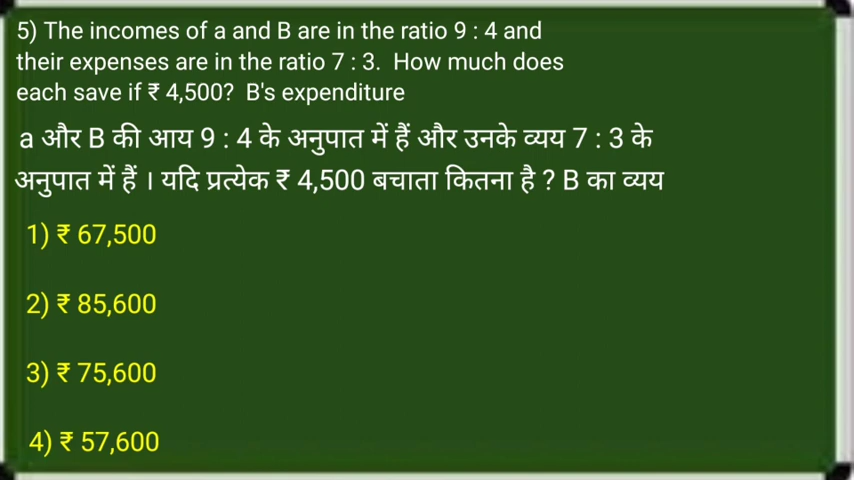 5) The incomes of a and B are in the ratio 9 : 4 and
their expenses are in the ratio 7 : 3. How much does
each save if ₹ 4,500? B's expenditure
a और B की आय 9 : 4 के अनुपात में हैं और उनके व्यय 7 : 3 के
अनुपात में हैं । यदि प्रत्येक ₹ 4,500 बचाता कितना है ? B का व्यय
1) ₹ 67,500
2) ₹ 85,600
3) ₹ 75,600
4) ₹ 57,600